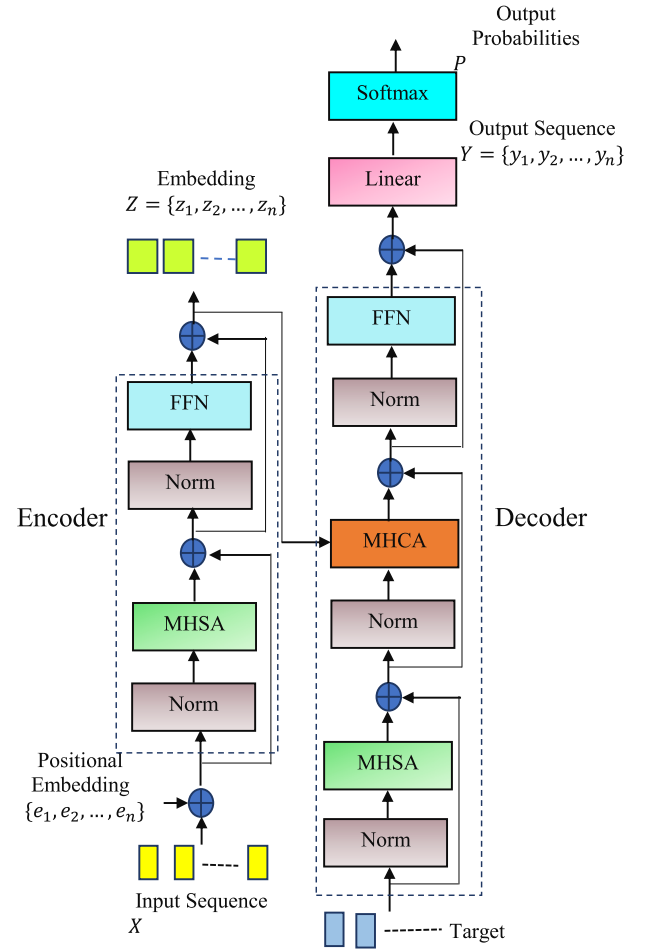 Output
Probabilities
P
Softmax
Output Sequence
Y = {y₁, y₂, ..., yₙ}
Linear
Embedding
Z = {z₁, z₂, ..., zₙ}
FFN
Norm
MHCA
Norm
MHSA
Norm
Decoder
FFN
Norm
Encoder
MHSA
Norm
Positional
Embedding
{e₁, e₂, ..., eₙ}
Input Sequence
X
Target